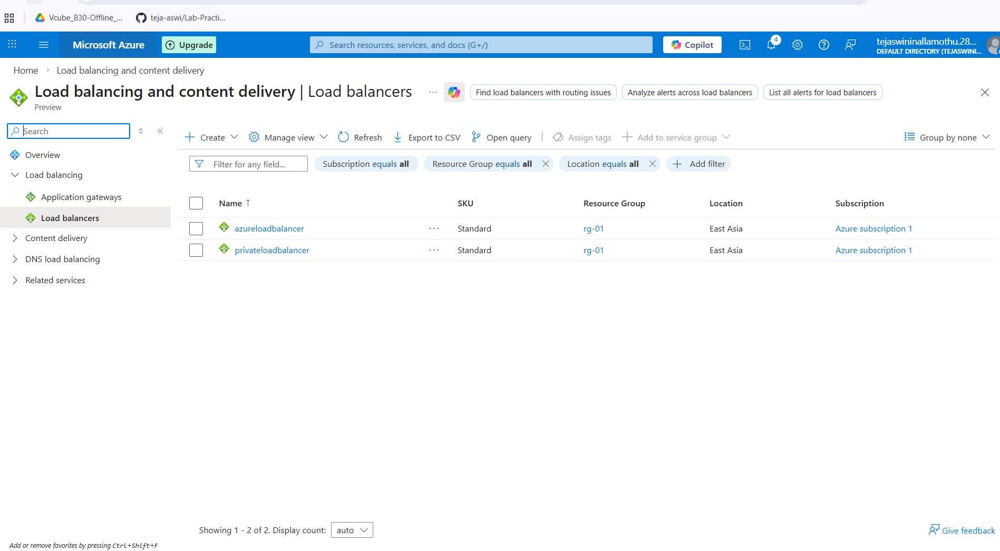 Vcube_B30-Offline_... teja-aswi/Lab-Practi...
Microsoft Azure Upgrade Search resources, services, and docs (G+/) Copilot 4 tejaswininallamothu.28...
DEFAULT DIRECTORY (TEJASWINI...
Home > Load balancing and content delivery
Load balancing and content delivery | Load balancers ... Find load balancers with routing issues Analyze alerts across load balancers List all alerts for load balancers
Preview
Search
Create Manage view Refresh Export to CSV Open query Assign tags Add to service group Group by none
Overview
Load balancing
Application gateways
Load balancers
Content delivery
DNS load balancing
Related services
Filter for any field... Subscription equals all Resource Group equals all Location equals all Add filter
Name ↑ SKU Resource Group Location Subscription
azureloadbalancer ... Standard rg-01 East Asia Azure subscription 1
privateloadbalancer ... Standard rg-01 East Asia Azure subscription 1
Showing 1 - 2 of 2. Display count: auto
Give feedback
Add or remove favorites by pressing Ctrl+Shift+F